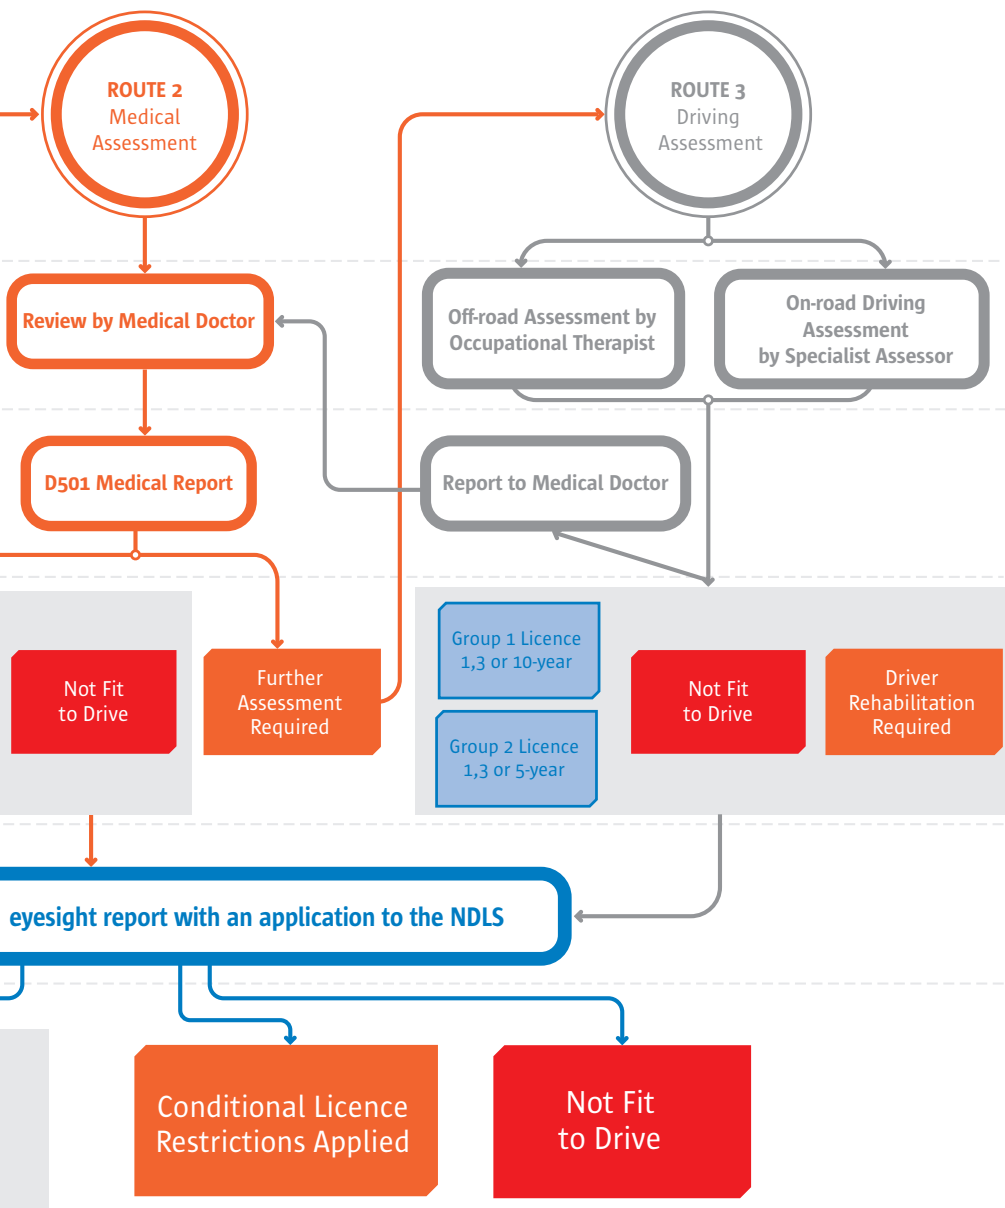 ROUTE 2
Medical
Assessment
ROUTE 3
Driving
Assessment
Review by Medical Doctor
Off-road Assessment by
Occupational Therapist
On-road Driving
Assessment
by Specialist Assessor
D501 Medical Report
Report to Medical Doctor
Not Fit
to Drive
Further
Assessment
Required
Group 1 Licence
1,3 or 10-year
Group 2 Licence
1,3 or 5-year
Not Fit
to Drive
Driver
Rehabilitation
Required
eyesight report with an application to the NDLS
Conditional Licence
Restrictions Applied
Not Fit
to Drive